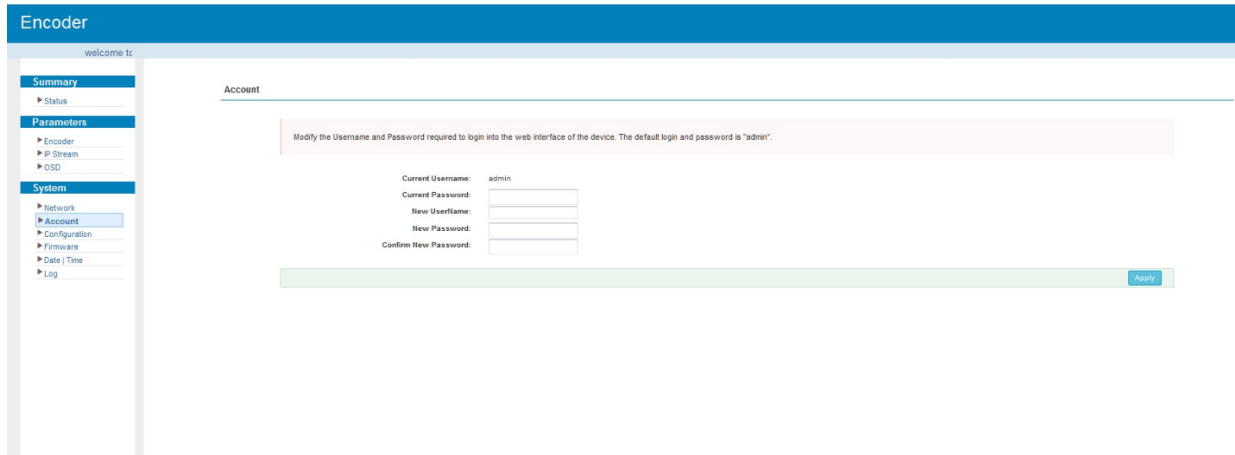 Encoder
welcome to
Summary
Status
Parameters
Encoder
IP Stream
OSD
System
Network
Account
Configuration
Firmware
Date | Time
Log
Account
Modify the Username and Password required to login into the web interface of the device. The default login and password is "admin".
Current Username: admin
Current Password:
New UserName:
New Password:
Confirm New Password:
Apply